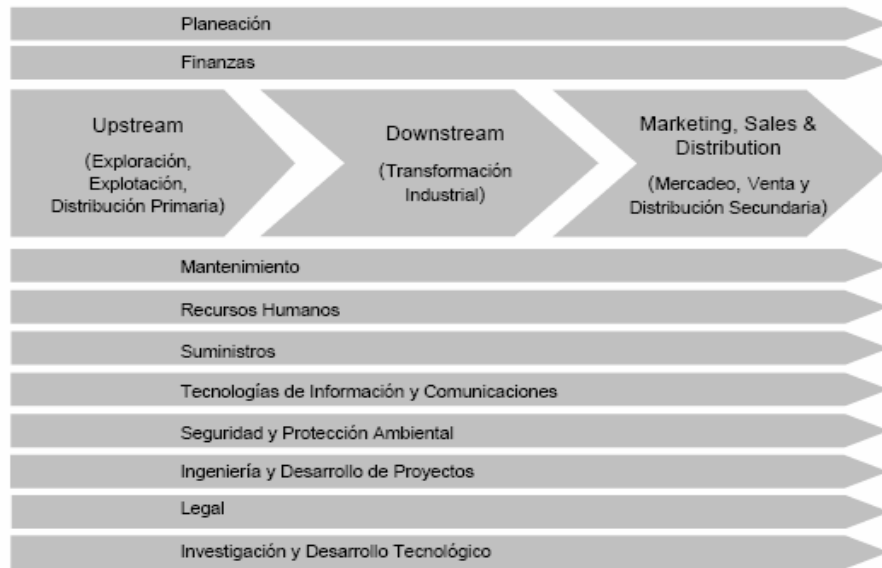 Planeación
Finanzas
Upstream
(Exploración,
Explotación,
Distribución Primaria)
Downstream
(Transformación
Industrial)
Marketing, Sales &
Distribution
(Mercadeo, Venta y
Distribución Secundaria)
Mantenimiento
Recursos Humanos
Suministros
Tecnologías de Información y Comunicaciones
Seguridad y Protección Ambiental
Ingeniería y Desarrollo de Proyectos
Legal
Investigación y Desarrollo Tecnológico